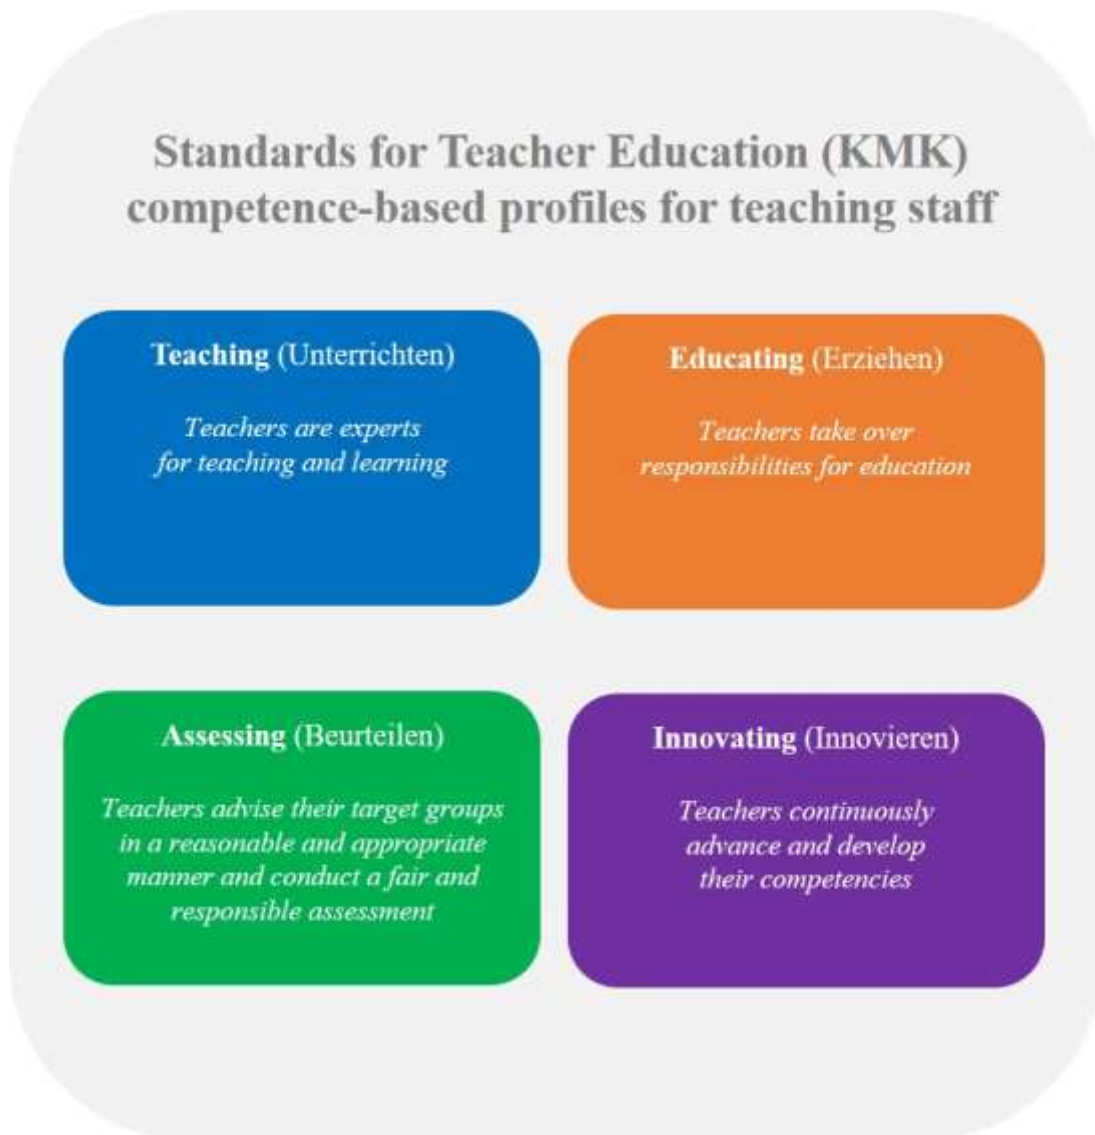 Standards for Teacher Education (KMK)
competence-based profiles for teaching staff
Teaching (Unterrichten)
Teachers are experts
for teaching and learning
Educating (Erziehen)
Teachers take over
responsibilities for education
Assessing (Beurteilen)
Teachers advise their target groups
in a reasonable and appropriate
manner and conduct a fair and
responsible assessment
Innovating (Innovieren)
Teachers continuously
advance and develop
their competencies